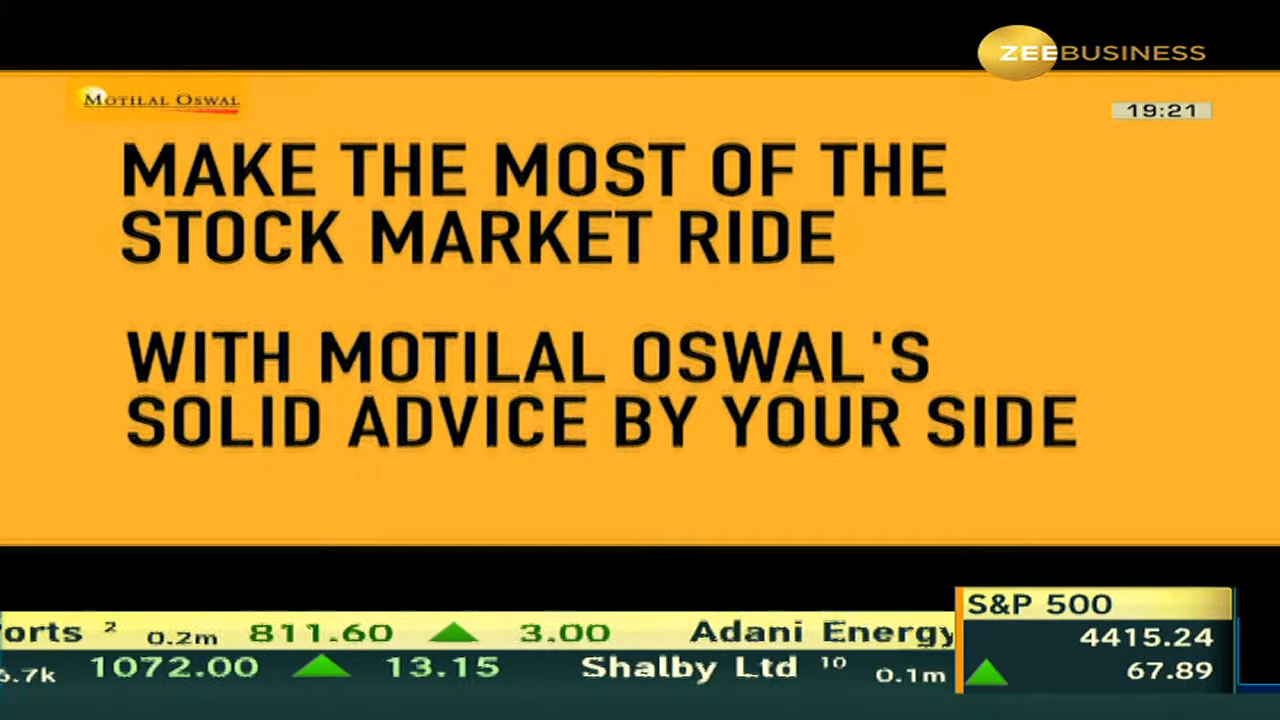 ZEEBUSINESS
MOTILAL OSWAL
19:21
MAKE THE MOST OF THE
STOCK MARKET RIDE
WITH MOTILAL OSWAL'S
SOLID ADVICE BY YOUR SIDE
S&P 500
4415.24
67.89
orts 2 0.2m 811.60 3.00 Adani Energy
6.7k 1072.00 13.15 Shalby Ltd 10 0.1m